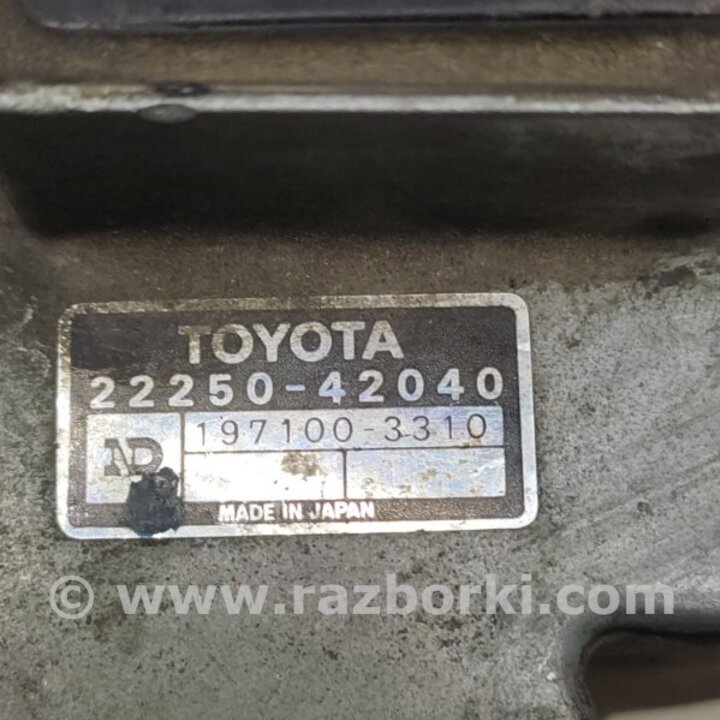 TOYOTA
22250-42040
ND 197100-3310
MADE IN JAPAN
© www.razborki.com